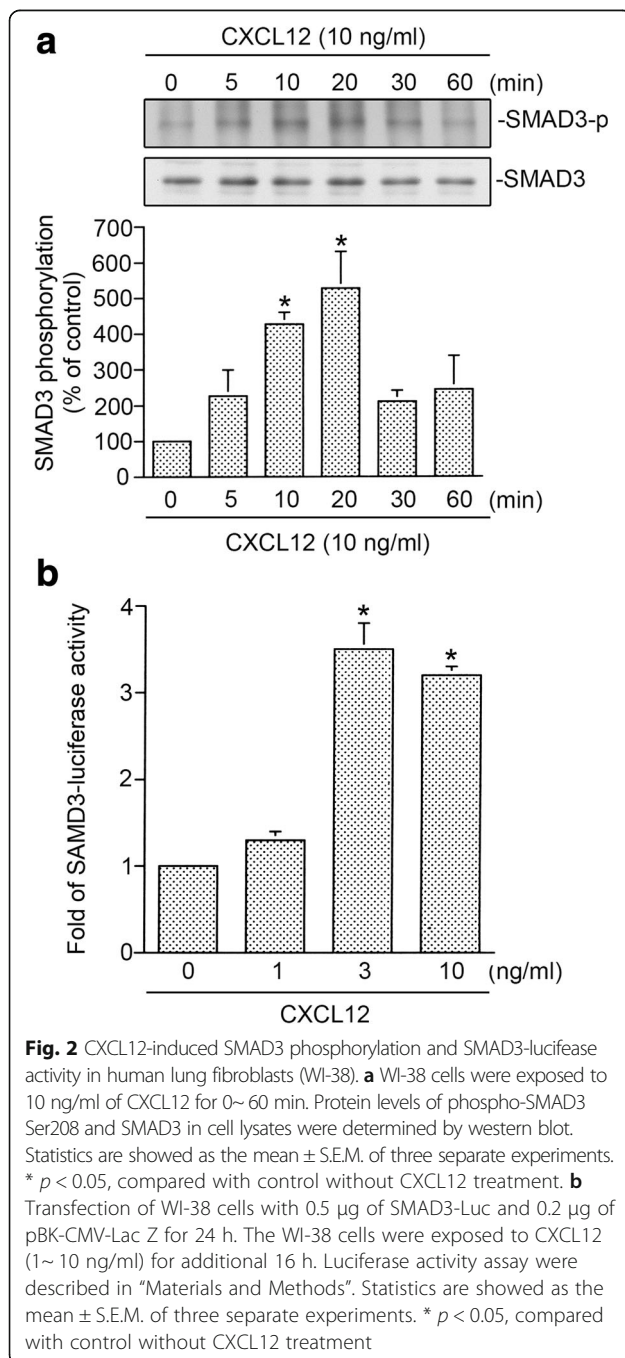 a
CXCL12 (10 ng/ml)
0 5 10 20 30 60 (min)
-SMAD3-p
-SMAD3
SMAD3 phosphorylation
(% of control)
700
600
500
400
300
200
100
0
* *
0 5 10 20 30 60 (min)
CXCL12 (10 ng/ml)
b
Fold of SAMD3-luciferase activity
4
3
2
1
0
* *
0 1 3 10 (ng/ml)
CXCL12
Fig. 2 CXCL12-induced SMAD3 phosphorylation and SMAD3-lucifease
activity in human lung fibroblasts (WI-38). a WI-38 cells were exposed to
10 ng/ml of CXCL12 for 0~ 60 min. Protein levels of phospho-SMAD3
Ser208 and SMAD3 in cell lysates were determined by western blot.
Statistics are showed as the mean ± S.E.M. of three separate experiments.
* p < 0.05, compared with control without CXCL12 treatment. b
Transfection of WI-38 cells with 0.5 μg of SMAD3-Luc and 0.2 μg of
pBK-CMV-Lac Z for 24 h. The WI-38 cells were exposed to CXCL12
(1~ 10 ng/ml) for additional 16 h. Luciferase activity assay were
described in “Materials and Methods”. Statistics are showed as the
mean ± S.E.M. of three separate experiments. * p < 0.05, compared
with control without CXCL12 treatment